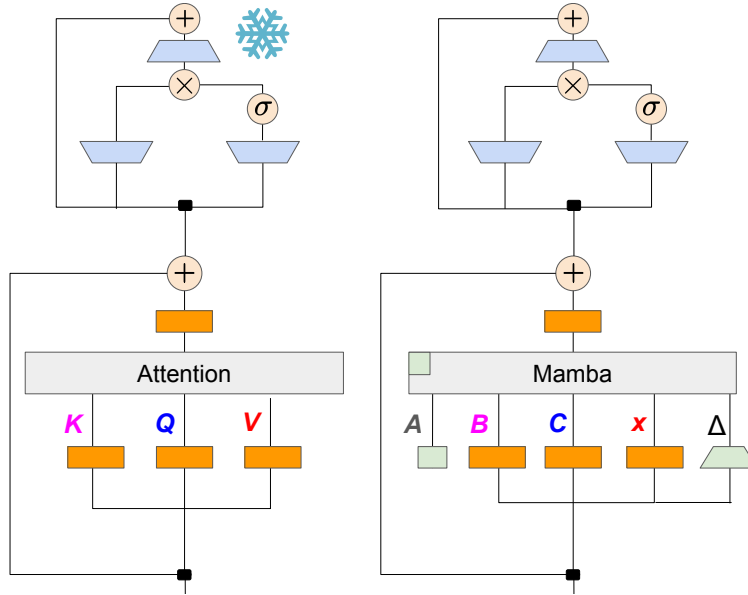 + +
× ×
σ σ
+ +
Attention Mamba
K Q V A B C x Δ